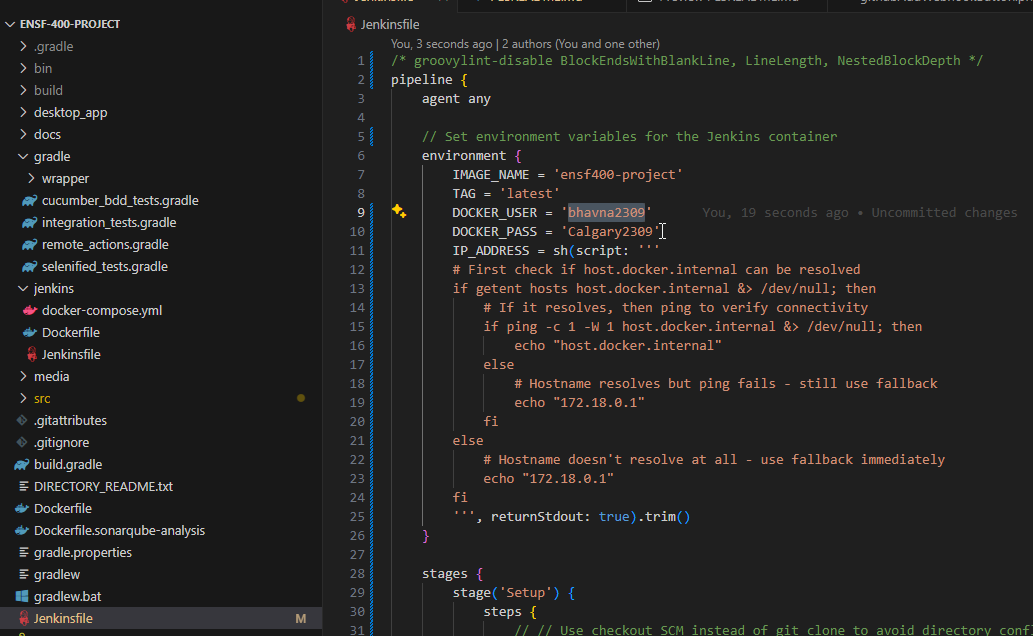 ENSF-400-PROJECT
.gradle
bin
build
desktop_app
docs
gradle
wrapper
cucumber_bdd_tests.gradle
integration_tests.gradle
remote_actions.gradle
selenified_tests.gradle
jenkins
docker-compose.yml
Dockerfile
Jenkinsfile
media
src
.gitattributes
.gitignore
build.gradle
DIRECTORY_README.txt
Dockerfile
Dockerfile.sonarqube-analysis
gradle.properties
gradlew
gradlew.bat
Jenkinsfile M
Jenkinsfile
You, 3 seconds ago | 2 authors (You and one other)
1 /* groovylint-disable BlockEndsWithBlankLine, LineLength, NestedBlockDepth */
2 pipeline {
3 agent any
4
5 // Set environment variables for the Jenkins container
6 environment {
7 IMAGE_NAME = 'ensf400-project'
8 TAG = 'latest'
9 DOCKER_USER = 'bhavna2309' You, 19 seconds ago • Uncommitted changes
10 DOCKER_PASS = 'Calgary2309'
11 IP_ADDRESS = sh(script: '''
12 # First check if host.docker.internal can be resolved
13 if getent hosts host.docker.internal &> /dev/null; then
14 # If it resolves, then ping to verify connectivity
15 if ping -c 1 -W 1 host.docker.internal &> /dev/null; then
16 echo "host.docker.internal"
17 else
18 # Hostname resolves but ping fails - still use fallback
19 echo "172.18.0.1"
20 fi
21 else
22 # Hostname doesn't resolve at all - use fallback immediately
23 echo "172.18.0.1"
24 fi
25 ''', returnStdout: true).trim()
26 }
27
28 stages {
29 stage('Setup') {
30 steps {
31 // // Use checkout SCM instead of git clone to avoid directory conf